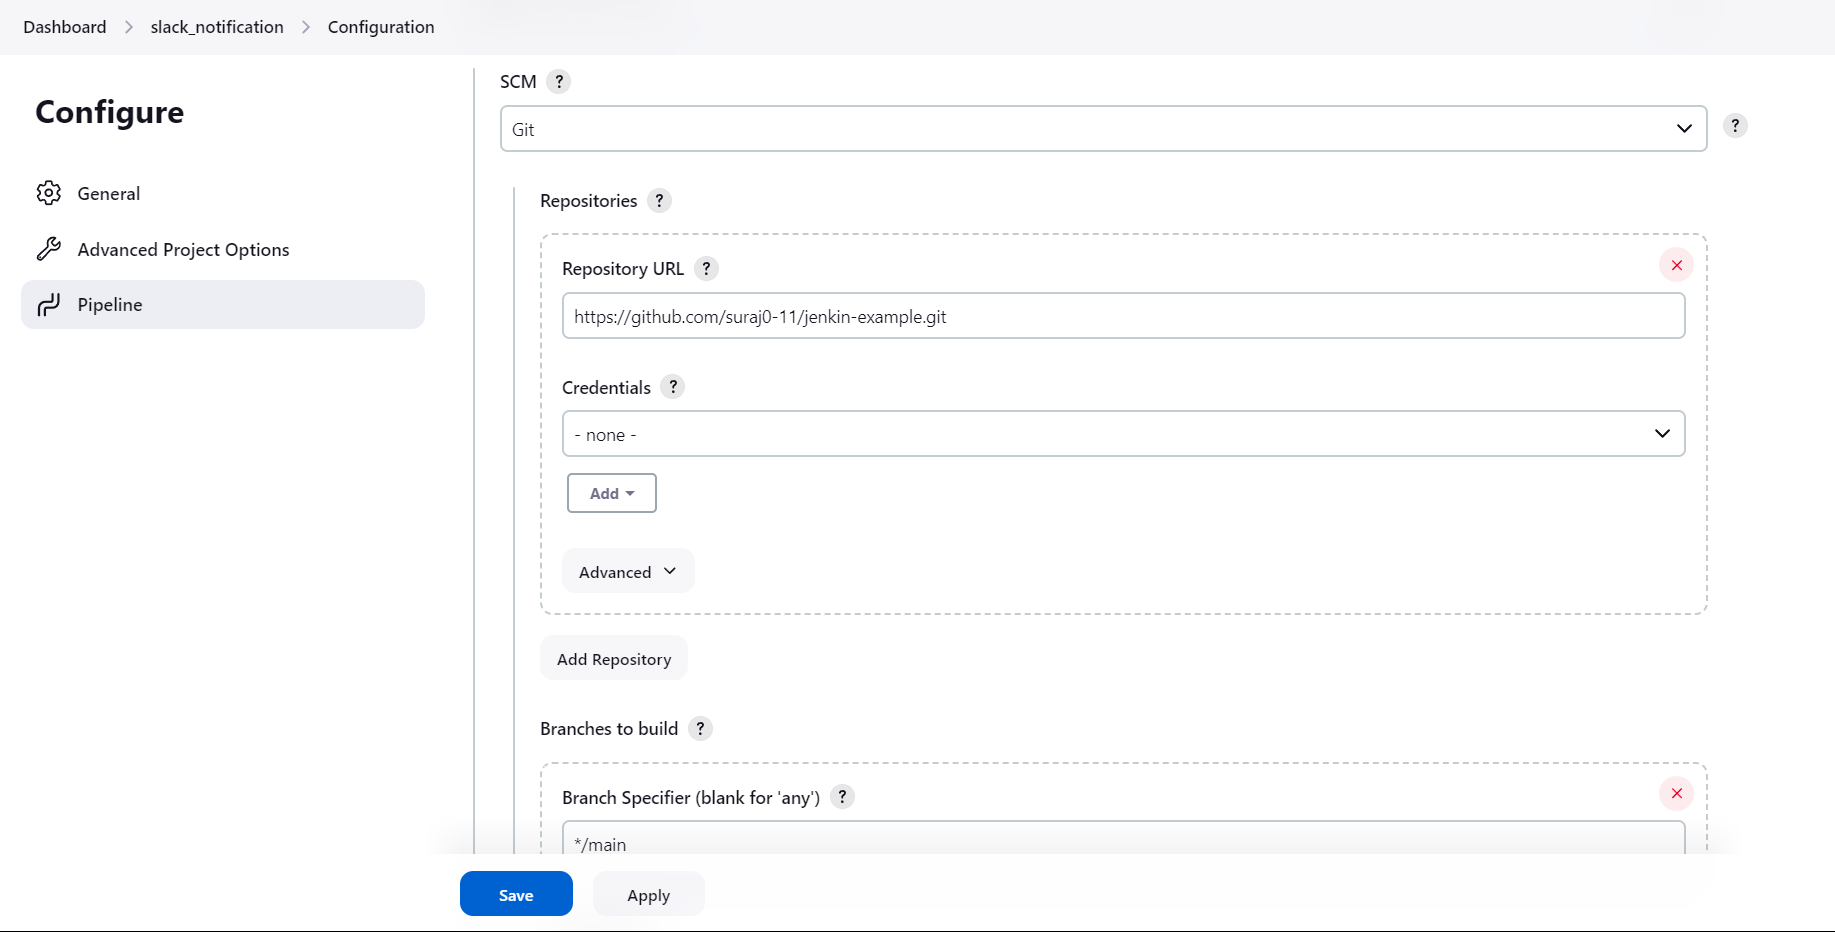 Dashboard > slack_notification > Configuration
Configure
General
Advanced Project Options
Pipeline
SCM ?
Git
?
Repositories ?
Repository URL ?
https://github.com/suraj0-11/jenkin-example.git
Credentials ?
- none -
Add
Advanced
Add Repository
Branches to build ?
Branch Specifier (blank for 'any') ?
*/main
Save Apply